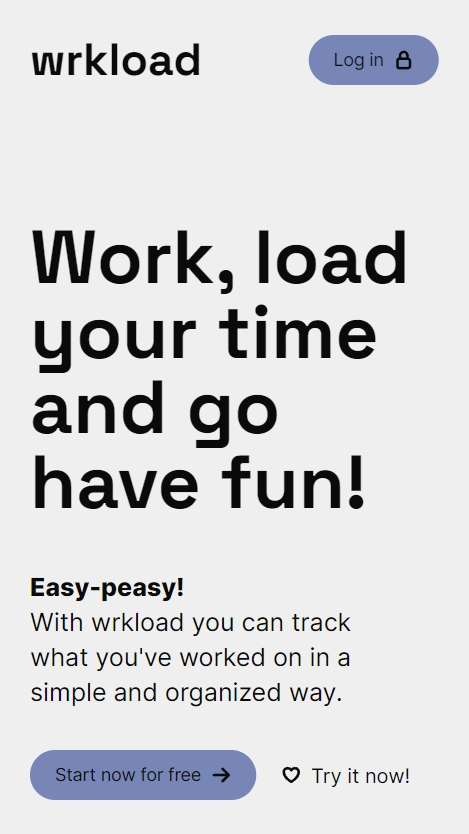 wrkload
Log in
Work, load
your time
and go
have fun!
Easy-peasy!
With wrkload you can track
what you've worked on in a
simple and organized way.
Start now for free
Try it now!